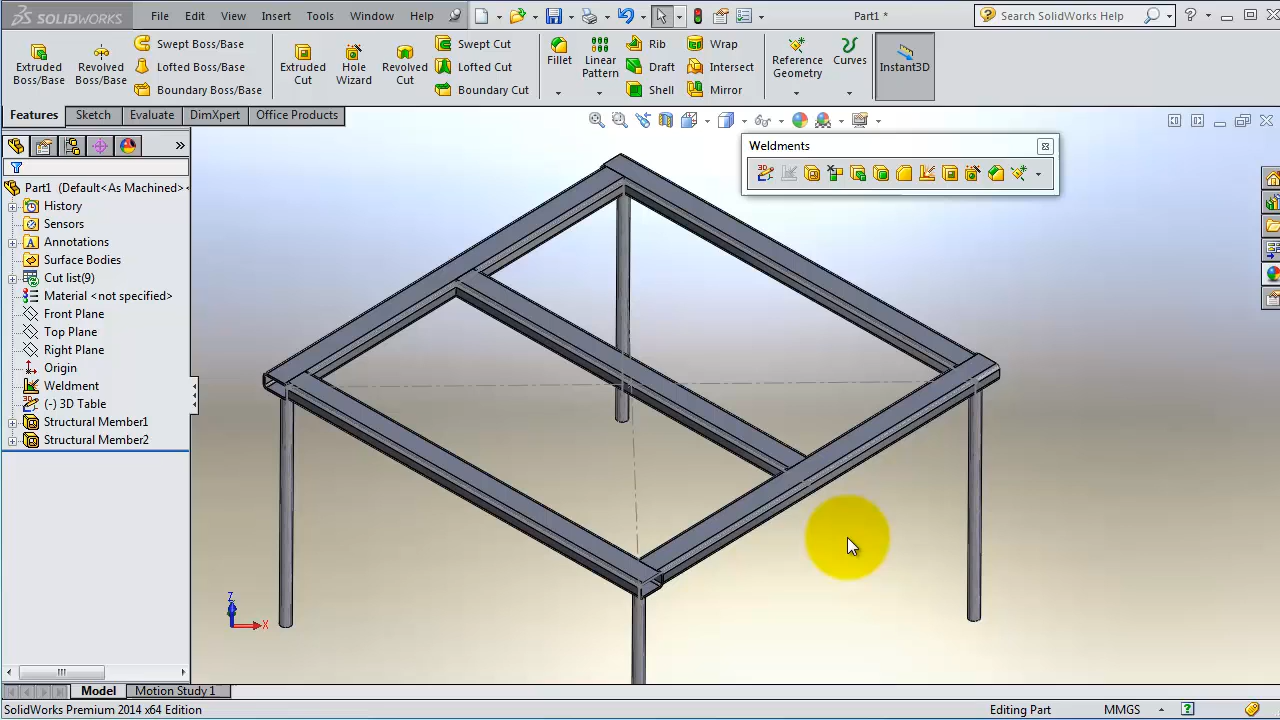 SOLIDWORKS File Edit View Insert Tools Window Help Part1 * Search SolidWorks Help
Extruded Boss/Base
Revolved Boss/Base
Swept Boss/Base
Lofted Boss/Base
Boundary Boss/Base
Extruded Cut
Hole Wizard
Revolved Cut
Swept Cut
Lofted Cut
Boundary Cut
Fillet
Linear Pattern
Rib
Draft
Shell
Wrap
Intersect
Mirror
Reference Geometry
Curves
Instant3D
Features Sketch Evaluate DimXpert Office Products
Weldments
3D
Part1 (Default<As Machined>
History
Sensors
Annotations
Surface Bodies
Cut list(9)
Material <not specified>
Front Plane
Top Plane
Right Plane
Origin
Weldment
(-) 3D Table
Structural Member1
Structural Member2
Z
X
Model Motion Study 1
SolidWorks Premium 2014 x64 Edition Editing Part MMGS